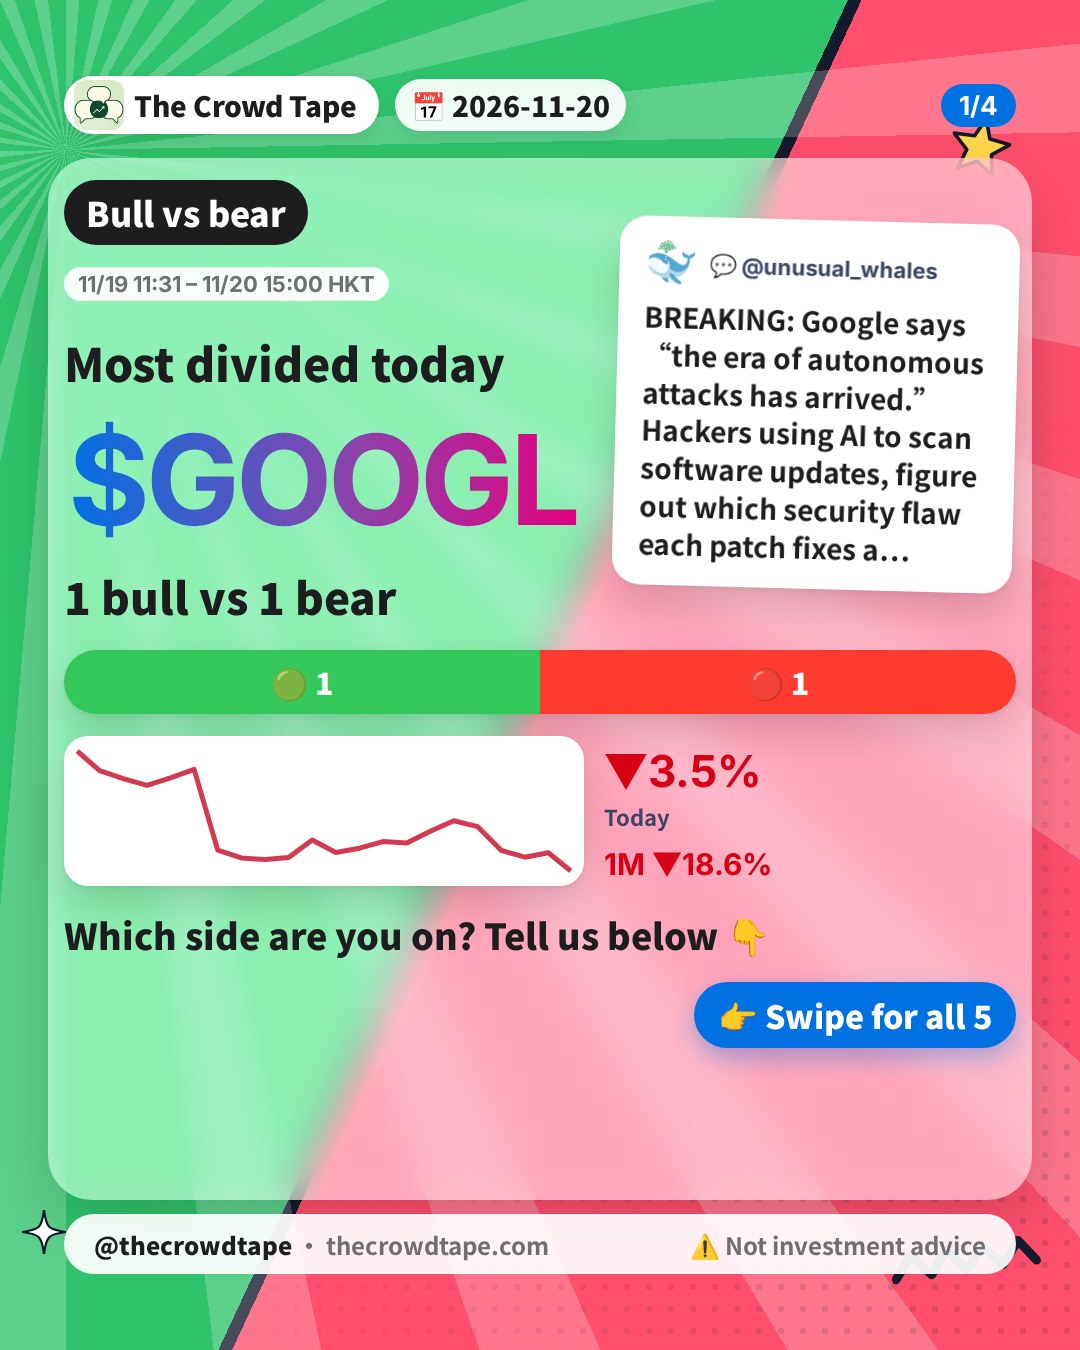 The Crowd Tape
2026-11-20
1/4
Bull vs bear
11/19 11:31 – 11/20 15:00 HKT
Most divided today
$GOOGL
1 bull vs 1 bear
@unusual_whales
BREAKING: Google says
“the era of autonomous
attacks has arrived.”
Hackers using AI to scan
software updates, figure
out which security flaw
each patch fixes a…
1
1
▼3.5%
Today
1M ▼18.6%
Which side are you on? Tell us below 👇
👉 Swipe for all 5
@thecrowdtape • thecrowdtape.com
⚠️ Not investment advice